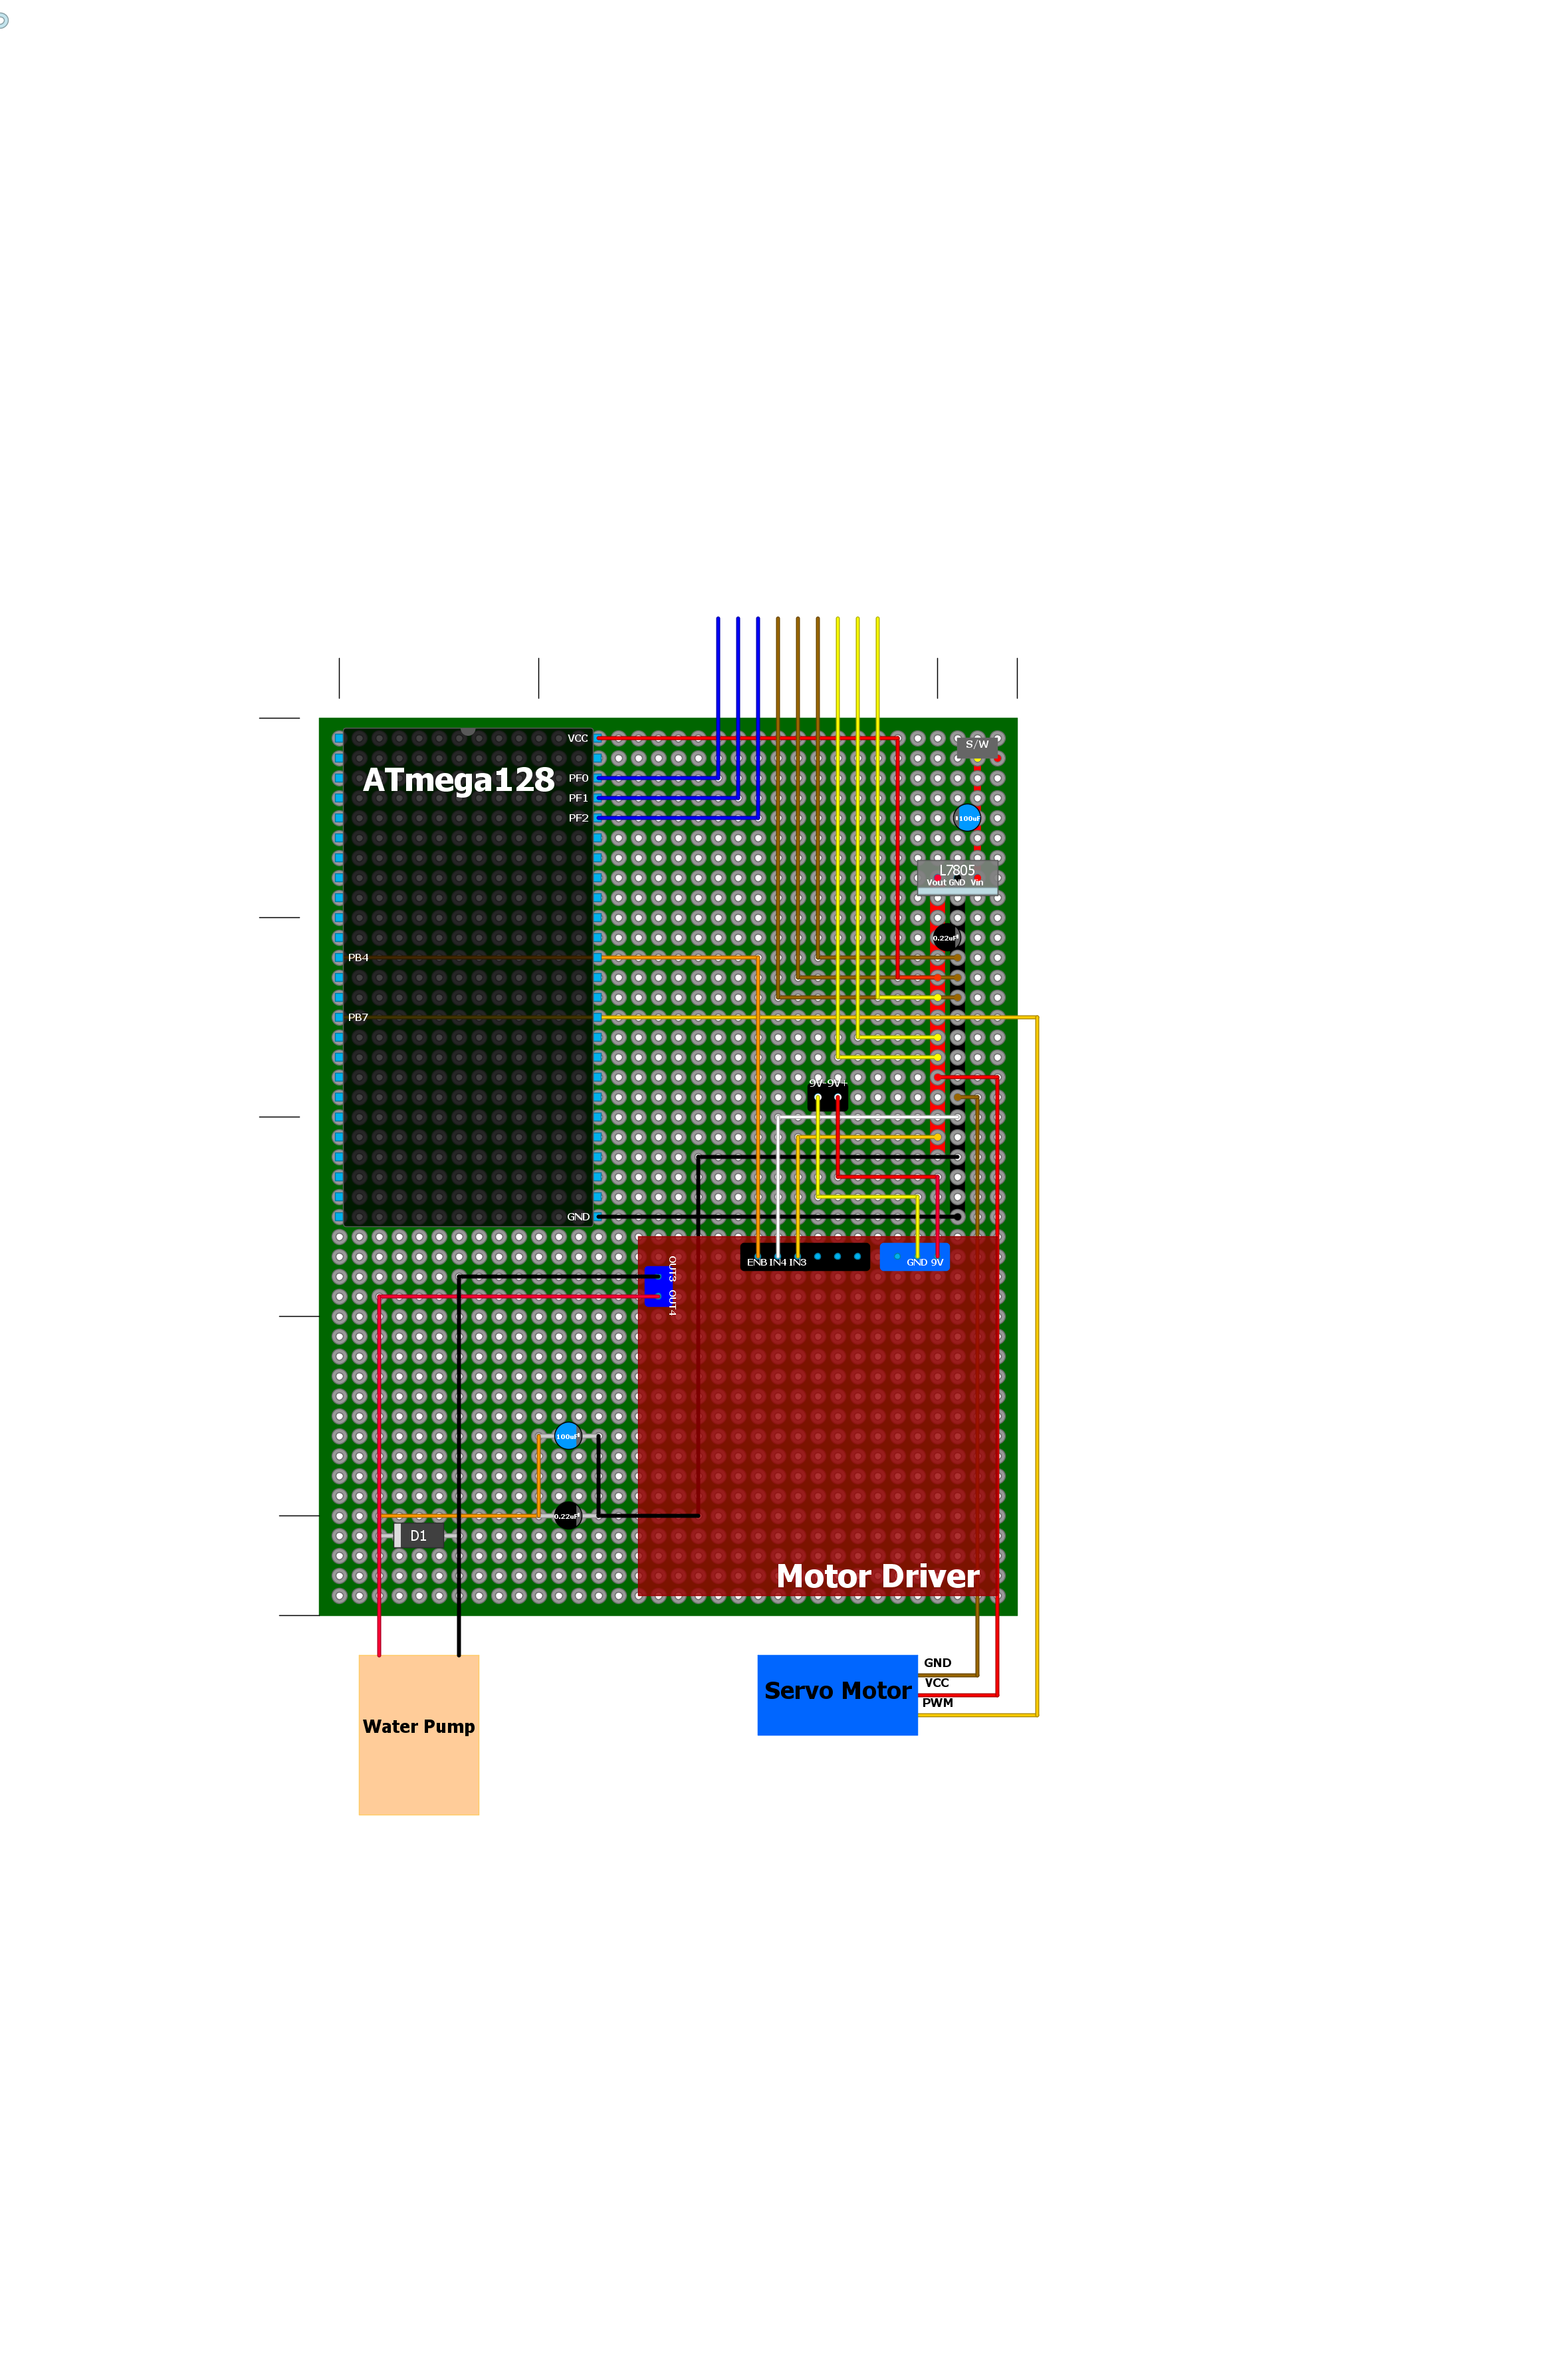 VCC
S/W
ATmega128
PF0
PF1
PF2
100uF
L7805
Vout GND Vin
0.22uF
PB4
PB7
9V- 9V+
GND
ENB IN4 IN3
GND 9V
OUT3 OUT4
100uF
0.22uF
D1
Motor Driver
GND
VCC
PWM
Servo Motor
Water Pump